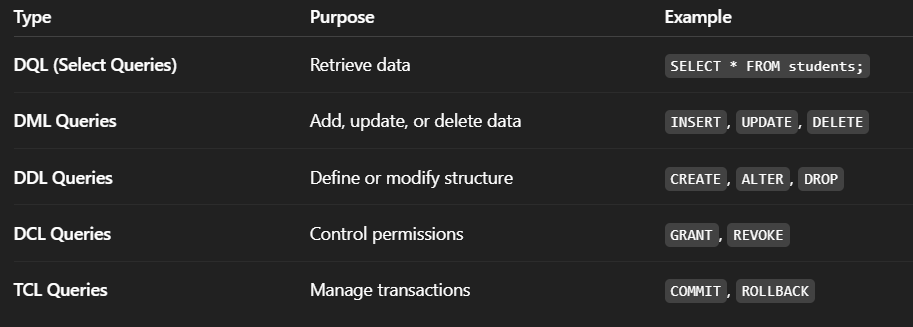 Type Purpose Example
DQL (Select Queries) Retrieve data SELECT * FROM students;
DML Queries Add, update, or delete data INSERT, UPDATE, DELETE
DDL Queries Define or modify structure CREATE, ALTER, DROP
DCL Queries Control permissions GRANT, REVOKE
TCL Queries Manage transactions COMMIT, ROLLBACK